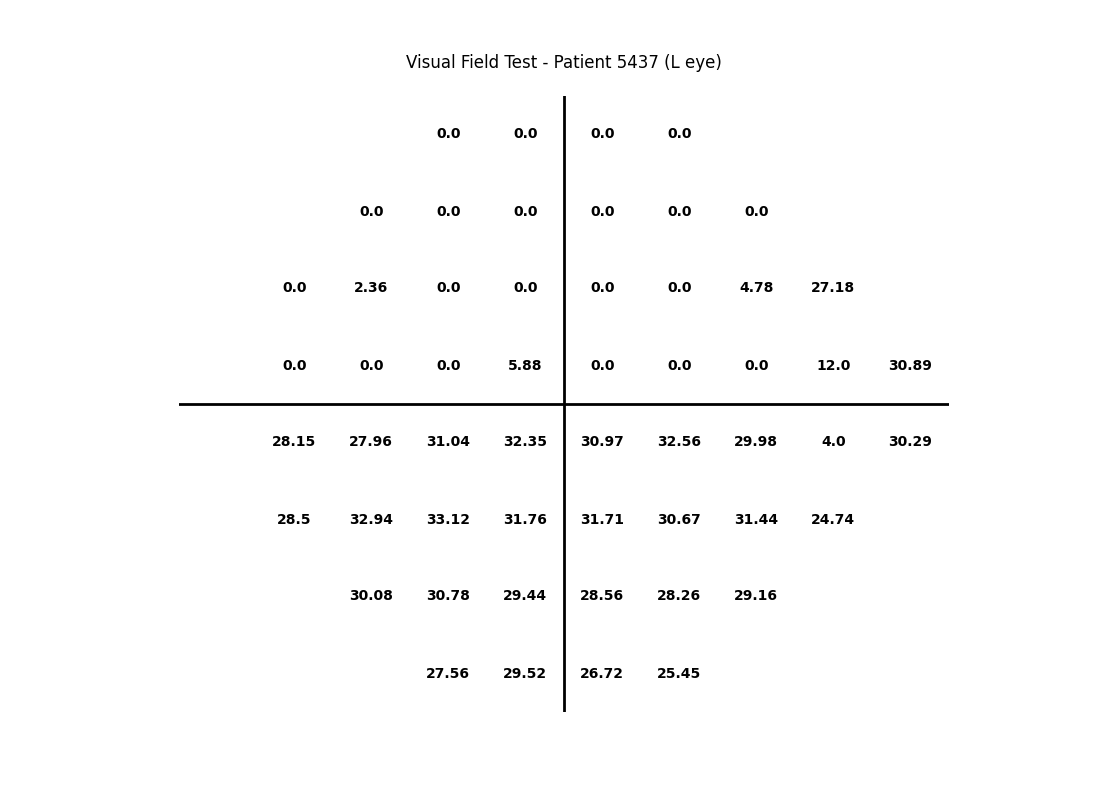 Visual Field Test - Patient 5437 (L eye)
0.0 0.0 0.0 0.0
0.0 0.0 0.0 0.0 0.0 0.0
0.0 2.36 0.0 0.0 0.0 0.0 4.78 27.18
0.0 0.0 0.0 5.88 0.0 0.0 0.0 12.0 30.89
28.15 27.96 31.04 32.35 30.97 32.56 29.98 4.0 30.29
28.5 32.94 33.12 31.76 31.71 30.67 31.44 24.74
30.08 30.78 29.44 28.56 28.26 29.16
27.56 29.52 26.72 25.45